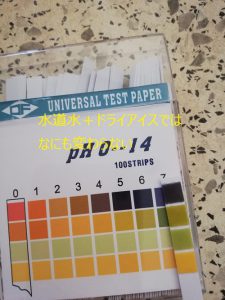 UNIVERSAL TEST PAPER
水道水＋ドライアイスでは
なにも変わらない
pH 0-14
100STRIPS
0 1 2 3 4 5 6 7